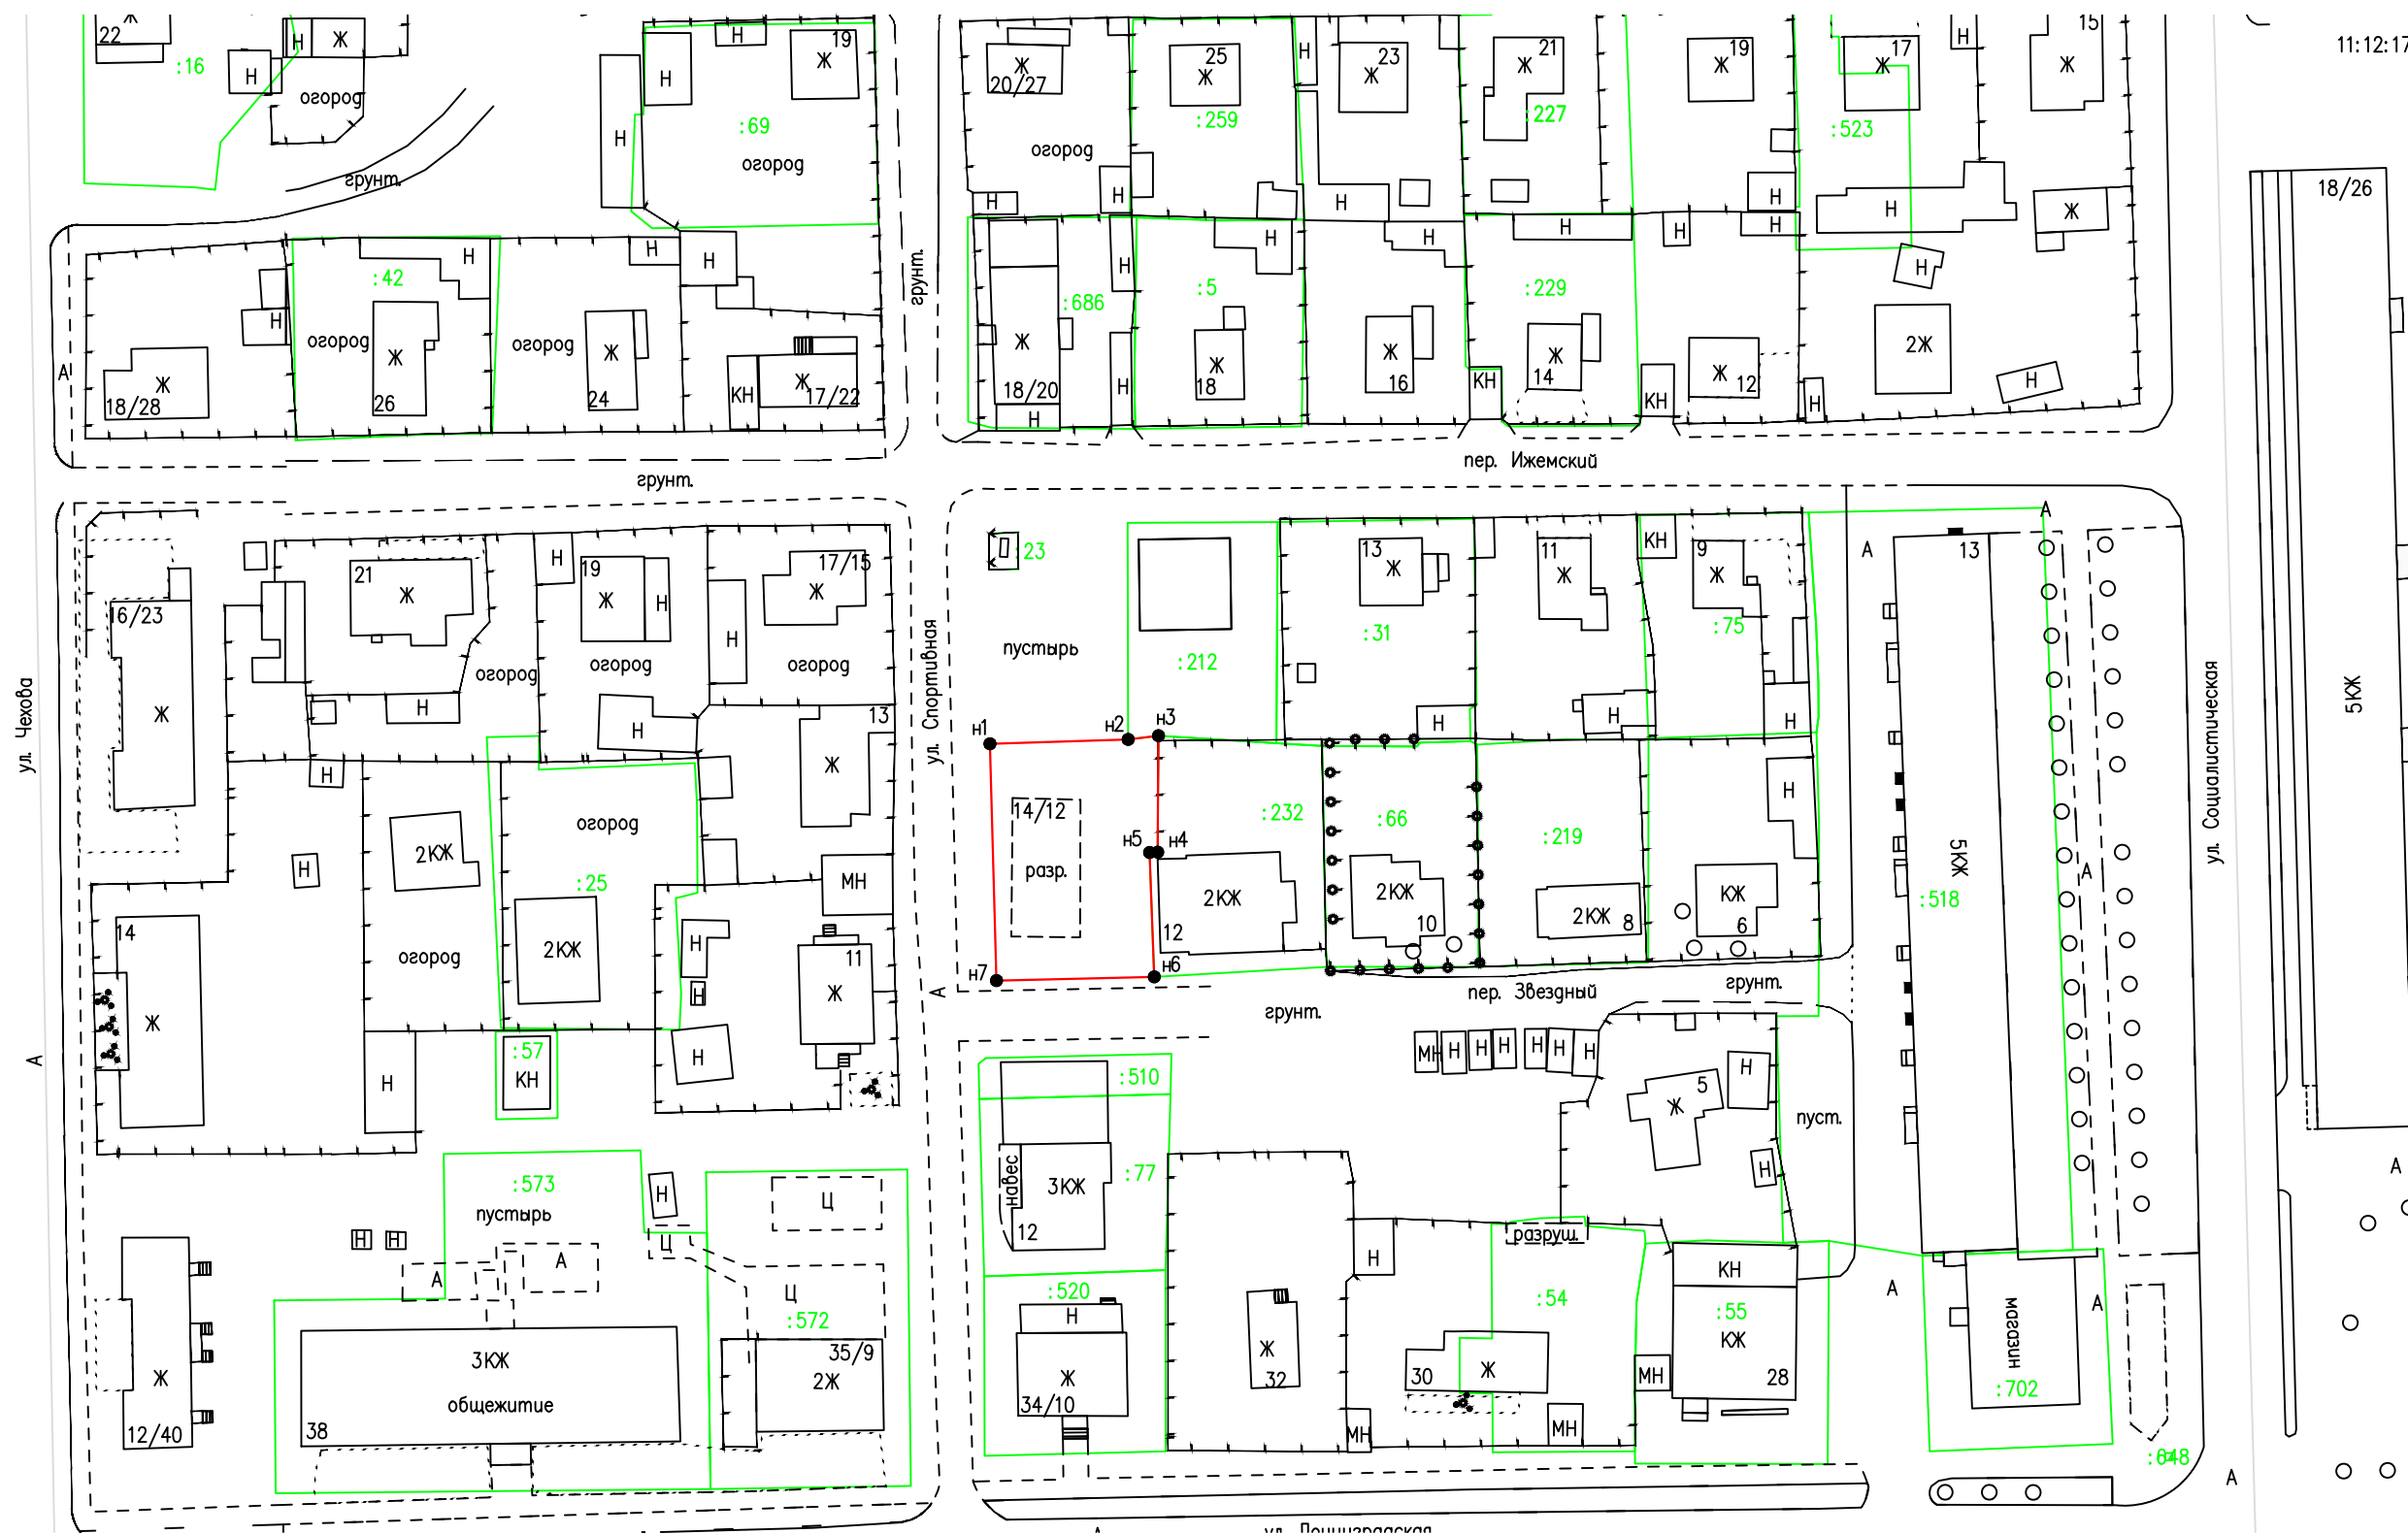 22
Ж
Н
Ж
:16
Н
огород
грунт.
Н
Н
Н
19
Ж
:69
огород
Ж
20/27
огород
Н
Н
25
Ж
:259
Н
23
Ж
Н
21
Ж
:227
19
Ж
Н
17
Ж
:523
Н
15
Ж
Н
Ж
11:12:17
18/26
5КЖ
А
Н
Ж
18/28
:42
Н
огород
Ж
26
огород
Ж
24
Н
Н
КН
Ж
17/22
грунт.
грунт.
Н
:686
Ж
18/20
Н
Н
:5
Н
Ж
18
Н
Ж
16
КН
Н
:229
Ж
14
Н
Н
КН
Ж
12
Н
Н
2Ж
Н
пер. Ижемский
16/23
Ж
21
Ж
огород
Н
Н
19
Ж
Н
огород
Н
17/15
Ж
Н
огород
ул. Чехова
ул. Спортивная
:23
пустырь
:212
13
Ж
:31
Н
11
Ж
Н
КН
9
Ж
:75
Н
А
А
13
5КЖ
:518
А
ул. Социалистическая
н1
н2
н3
н4
н5
н6
н7
14/12
разр.
:232
2КЖ
12
:66
2КЖ
10
:219
2КЖ
8
Н
КЖ
6
Н
Н
2КЖ
огород
огород
:25
2КЖ
13
Ж
МН
Н
Н
Н
11
Ж
14
Ж
А
Н
:57
КН
А
грунт.
пер. Звездный
грунт.
:510
навес
3КЖ
12
:77
МН
Н
Н
Н
Н
Н
Н
5
Ж
Н
Н
пуст.
:573
пустырь
Н
Н
Н
Ц
Ц
Ц
А
А
:572
3КЖ
общежитие
38
35/9
2Ж
Ж
12/40
:520
Н
Ж
34/10
Н
Ж
32
МН
разруш.
:54
30
Ж
МН
МН
КН
:55
КЖ
28
А
А
магазин
:702
:648
А
А
А
ул. Ленинградская